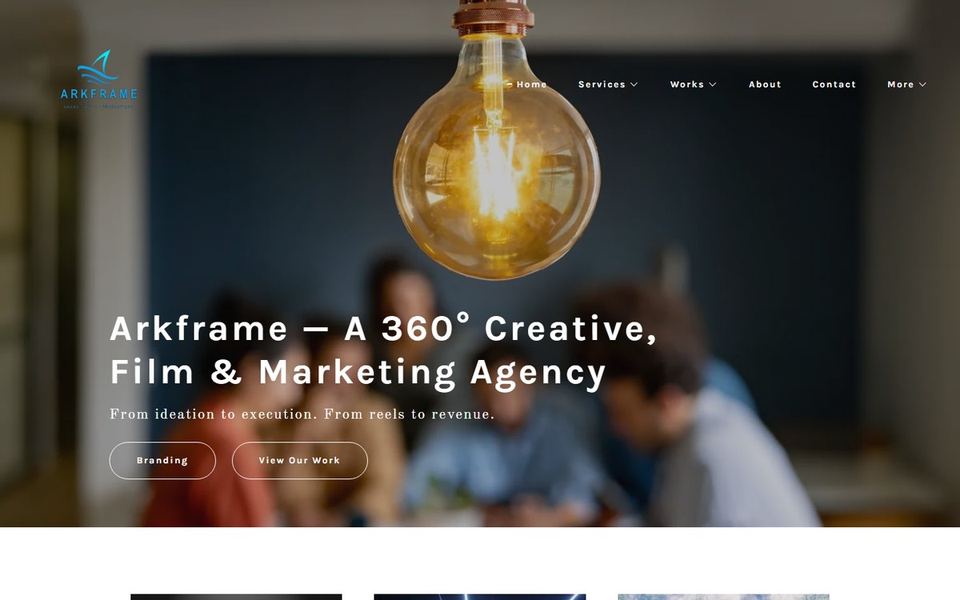 ARKFRAME
Home
Services
Works
About
Contact
More
Arkframe — A 360° Creative,
Film & Marketing Agency
From ideation to execution. From reels to revenue.
Branding
View Our Work